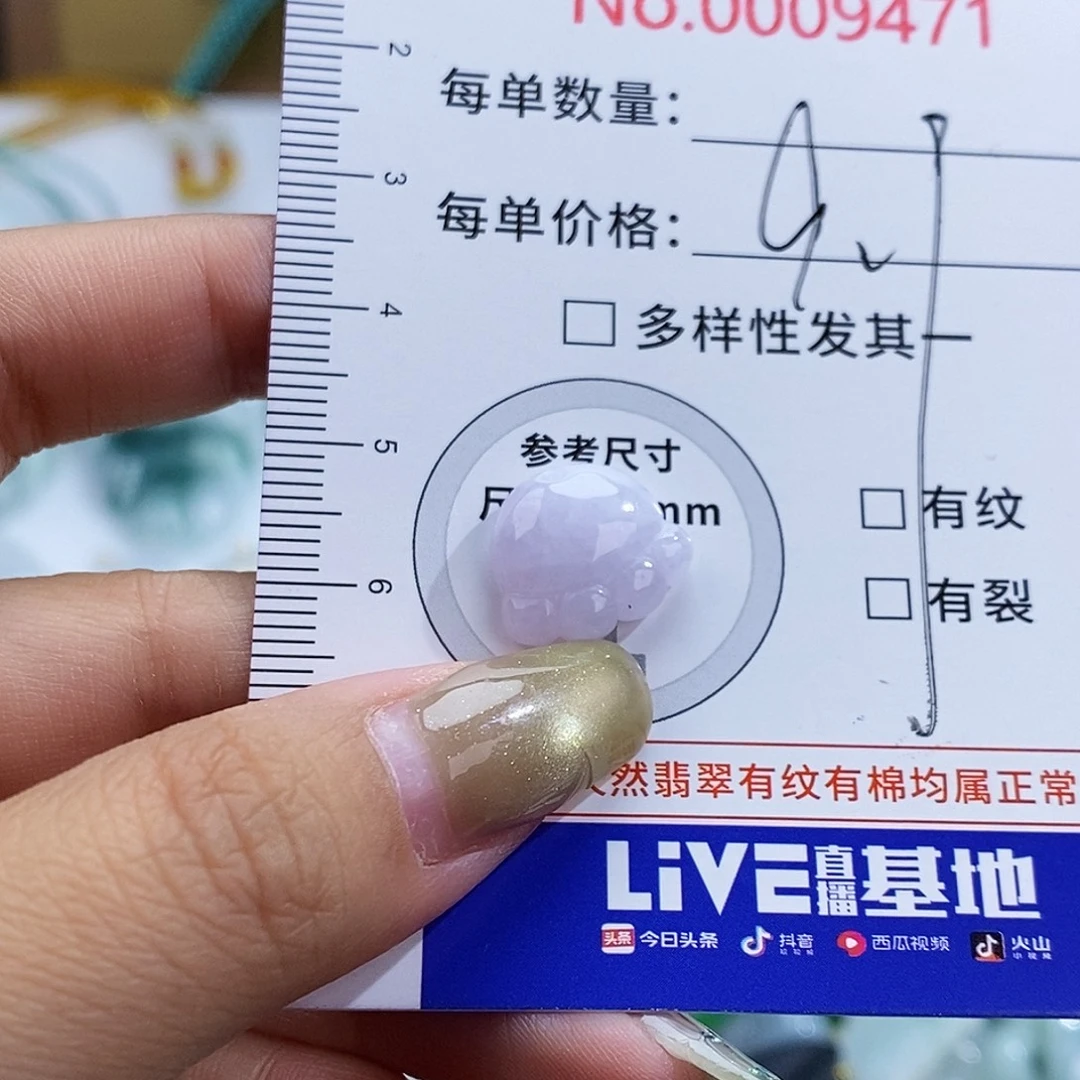 No.0009471
2
每单数量：
3
每单价格：
4
□ 多样性发其一
5
参考尺寸
mm
□ 有纹
6
□ 有裂
然翡翠有纹有棉均属正常
LiVE直播基地
头条 今日头条 抖音 西瓜视频 火山